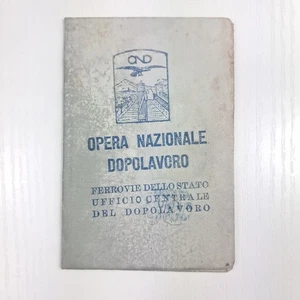 OND
OPERA NAZIONALE
DOPOLAVORO
FERROVIE DELLO STATO
UFFICIO CENTRALE
DEL DOPOLAVORO